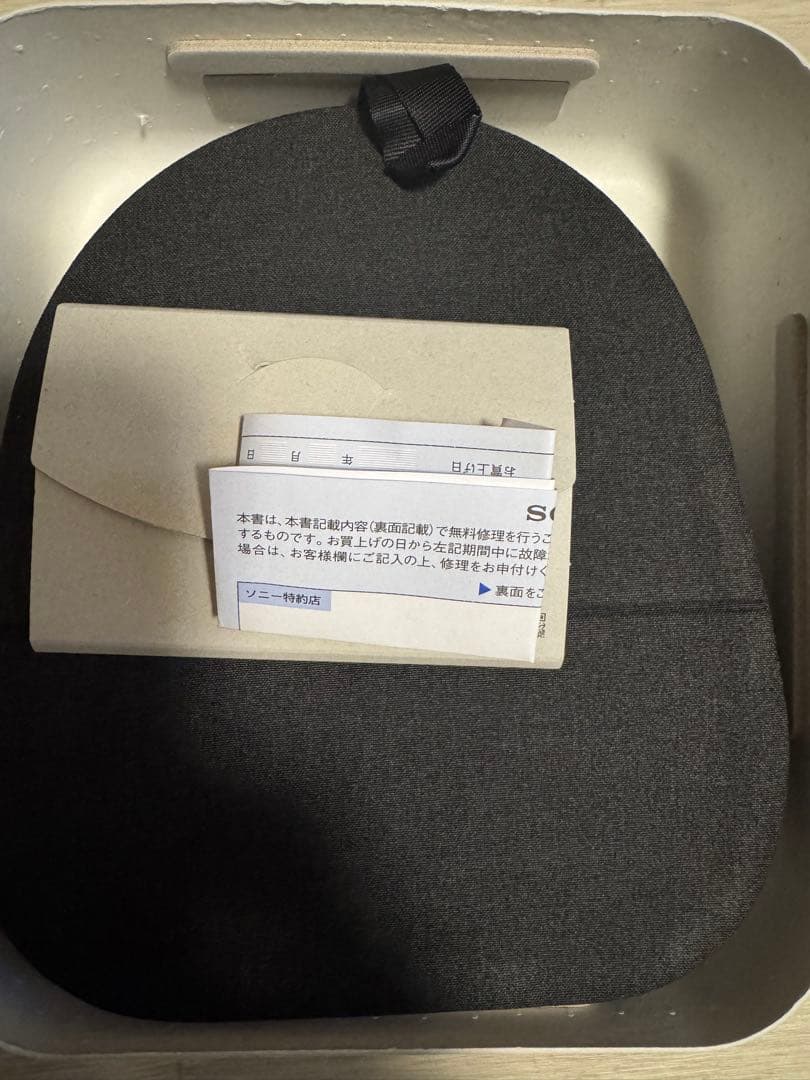 お買上げ日 年 月 日
SO
本書は、本書記載内容(裏面記載)で無料修理を行うこ
するものです。お買上げの日から左記期間中に故障
場合は、お客様欄にご記入の上、修理をお申付けく
▶裏面をご
ソニー特約店